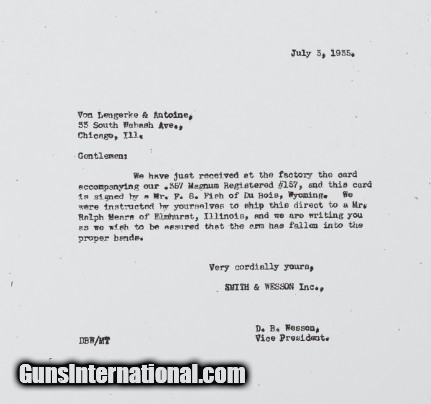 July 3, 1935.
Von Lengerke & Antoine,
33 South Wabash Ave.,
Chicago, Ill.
Gentlemen:
We have just received at the factory the card
accompanying our .357 Magnum Registered #157, and this card
is signed by a Mr. F. S. Fish of Du Bois, Wyoming. We
were instructed by yourselves to ship this direct to a Mr.
Ralph Mears of Elmhurst, Illinois, and we are writing you
as we wish to be assured that the arm has fallen into the
proper hands.
Very cordially yours,
SMITH & WESSON Inc.,
D. B. Wesson,
Vice President.
DBW/MT
GunsInternational.com